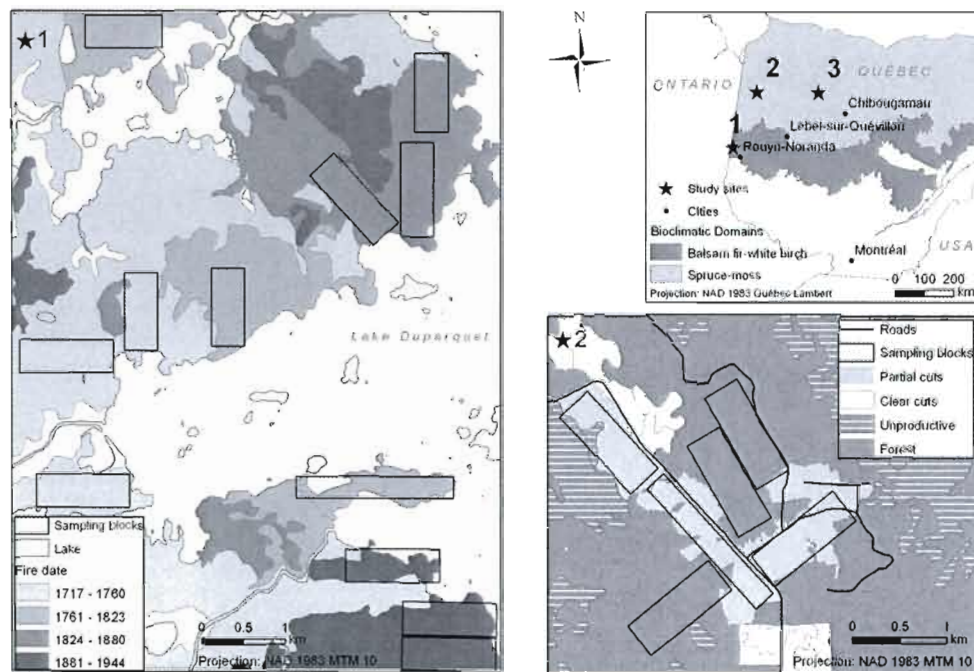 1
Lake Duparquet
Sampling blocks
Lake
Fire date
1717 - 1760
1761 - 1823
1824 - 1880
1881 - 1944
0 0.5 1
km
Projection: NAD 1983 MTM 10
N
ONTARIO
QUÉBEC
2 3
Chibougamau
Lebel-sur-Quévillon
1
Rouyn-Noranda
Study sites
Cities
Bioclimatic Domains
Balsam fir-white birch
Spruce-moss
Montréal
USA
0 100 200
km
Projection: NAD 1983 Québec Lambert
2
Roads
Sampling blocks
Partial cuts
Clear cuts
Unproductive
Forest
0 0.5 1
km
Projection: NAD 1983 MTM 10